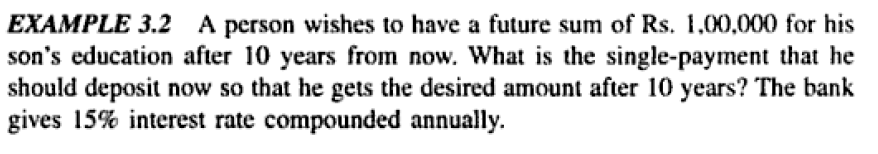 EXAMPLE 3.2 A person wishes to have a future sum of Rs. 1,00,000 for his
son's education after 10 years from now. What is the single-payment that he
should deposit now so that he gets the desired amount after 10 years? The bank
gives 15% interest rate compounded annually.